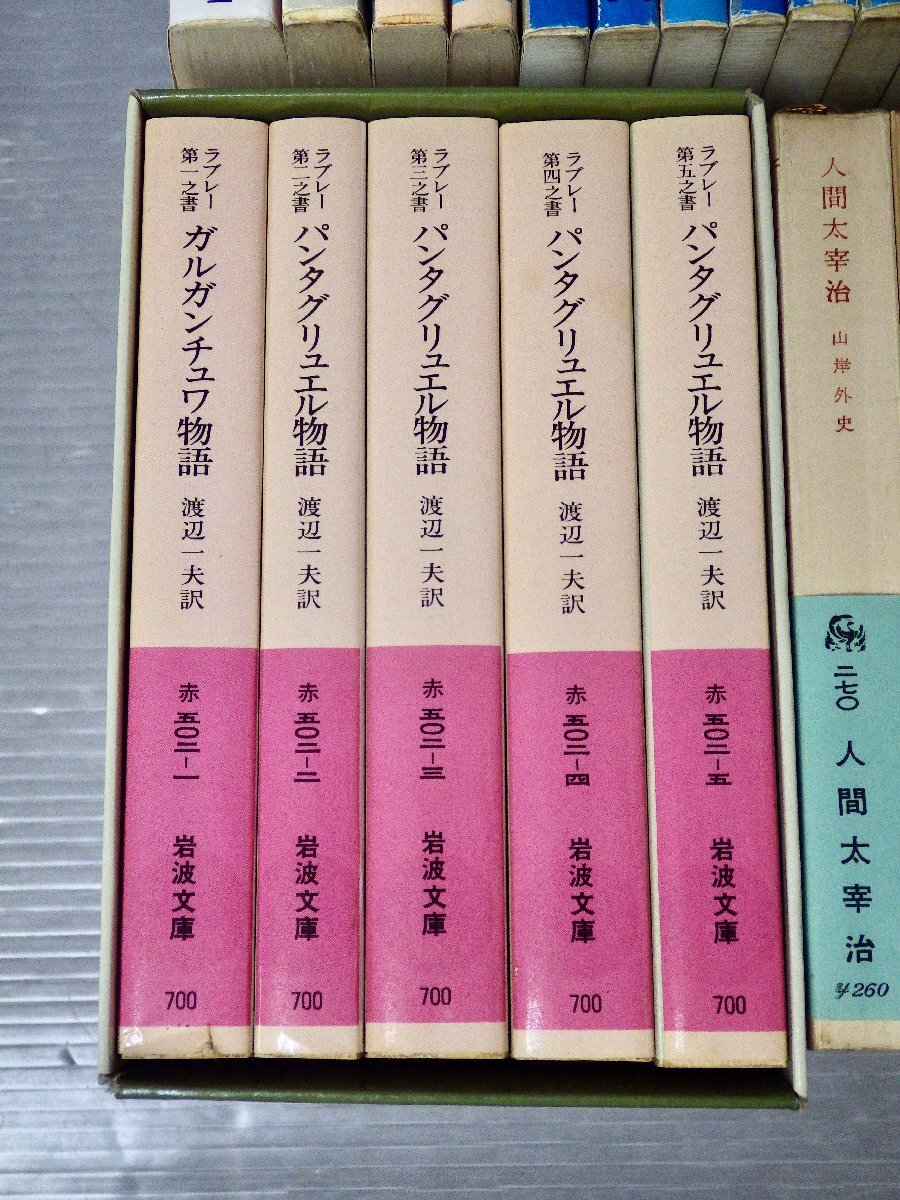 ラブレー
第一之書
ガルガンチュワ物語
渡辺一夫訳
赤 五〇二-一
岩波文庫
700
ラブレー
第二之書
パンタグリュエル物語
渡辺一夫訳
赤 五〇二-二
岩波文庫
700
ラブレー
第三之書
パンタグリュエル物語
渡辺一夫訳
赤 五〇二-三
岩波文庫
700
ラブレー
第四之書
パンタグリュエル物語
渡辺一夫訳
赤 五〇二-四
岩波文庫
700
ラブレー
第五之書
パンタグリュエル物語
渡辺一夫訳
赤 五〇二-五
岩波文庫
700
人間太宰治
山岸外史
二七〇
人間太宰治
¥260